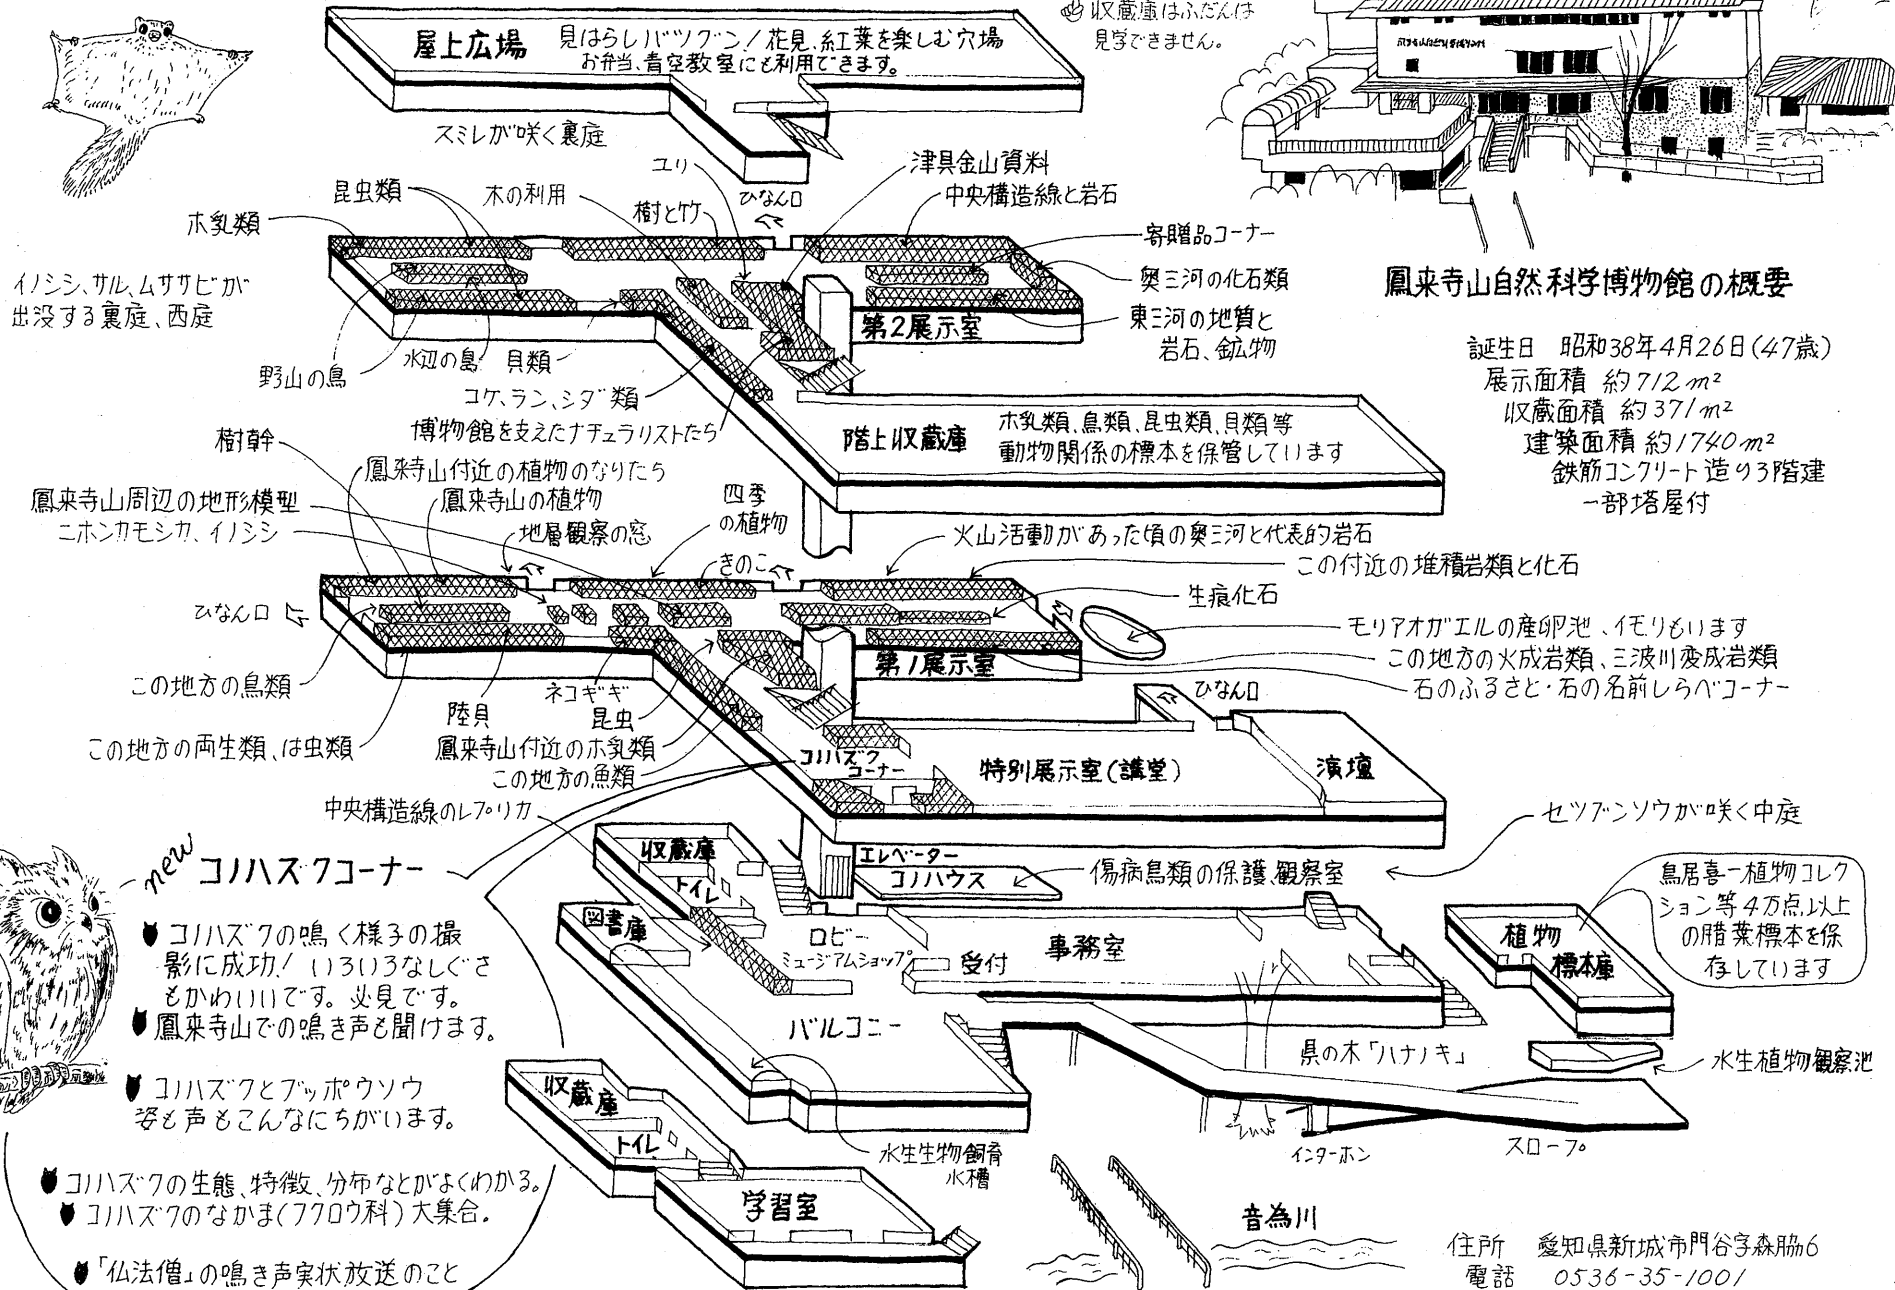 収蔵庫はふだんは
見学できません。
屋上広場
見はらしバツグン!花見、紅葉を楽しむ穴場
お弁当、青空教室にも利用できます。
スミレが咲く裏庭
ユリ
津具金山資料
ひなん口
中央構造線と岩石
昆虫類
木の利用
樹と竹
ホ乳類
寄贈品コーナー
奥三河の化石類
東三河の地質と
岩石、鉱物
イノシシ、サル、ムササビが
出没する裏庭、西庭
第2展示室
野山の鳥
水辺の鳥
貝類
コケ、ラン、シダ類
博物館を支えたナチュラリストたち
鳳来寺山自然科学博物館の概要
誕生日 昭和38年4月26日(47歳)
展示面積 約712m²
収蔵面積 約371m²
建築面積 約1740m²
鉄筋コンクリート造り3階建
一部塔屋付
階上収蔵庫
ホ乳類、鳥類、昆虫類、貝類等
動物関係の標本を保管しています
樹幹
鳳来寺山付近の植物のなりたち
鳳来寺山周辺の地形模型
鳳来寺山の植物
ニホンカモシカ、イノシシ
地層観察の窓
四季
の植物
きのこ
火山活動があった頃の奥三河と代表的岩石
この付近の堆積岩類と化石
生痕化石
ひなん口
モリアオガエルの産卵池、イモリもいます
この地方の火成岩類、三波川変成岩類
石のふるさと・石の名前しらべコーナー
第1展示室
ひなん口
この地方の鳥類
陸貝
ネコギギ
昆虫
この地方の両生類、は虫類
鳳来寺山付近のホ乳類
この地方の魚類
コノハズク
コーナー
特別展示室(講堂)
演壇
中央構造線のレプリカ
セツブンソウが咲く中庭
収蔵庫
トイレ
エレベーター
コノハウス
傷病鳥類の保護、観察室
new コノハズクコーナー
コノハズクの鳴く様子の撮
影に成功!いろいろなしぐさ
もかわいいです。必見です。
鳳来寺山での鳴き声も聞けます。
コノハズクとブッポウソウ
姿も声もこんなにちがいます。
コノハズクの生態、特徴、分布などがよくわかる。
コノハズクのなかま(フクロウ科)大集合。
「仏法僧」の鳴き声実状放送のこと
図書庫
ロビー
ミュージアムショップ
受付
事務室
バルコニー
植物
標本庫
鳥居喜一植物コレク
ション等4万点以上
の腊葉標本を保
存しています
県の木「ハナノキ」
水生植物観察池
収蔵庫
トイレ
学習室
水生生物飼育
水槽
インターホン
スロープ
音為川
住所 愛知県新城市門谷字森脇6
電話 0536-35-1001